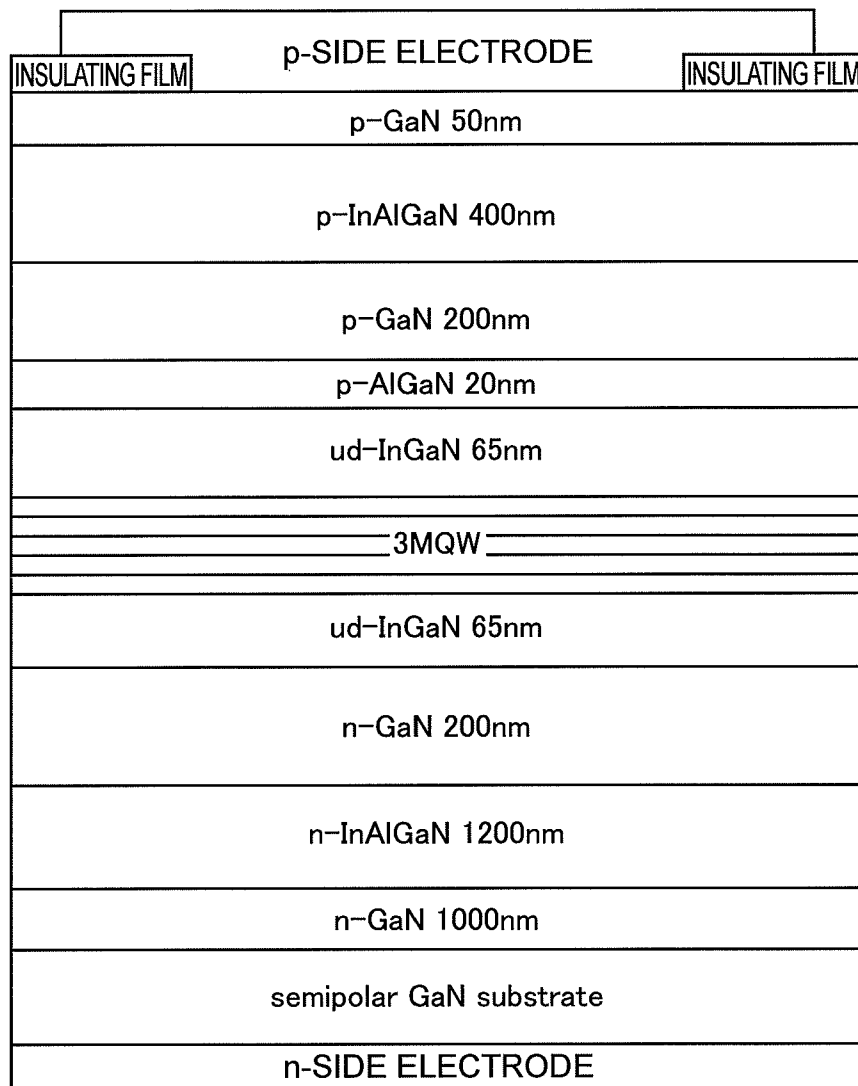 p-SIDE ELECTRODE
INSULATING FILM
INSULATING FILM
p-GaN 50nm
p-InAlGaN 400nm
p-GaN 200nm
p-AlGaN 20nm
ud-InGaN 65nm
3MQW
ud-InGaN 65nm
n-GaN 200nm
n-InAlGaN 1200nm
n-GaN 1000nm
semipolar GaN substrate
n-SIDE ELECTRODE